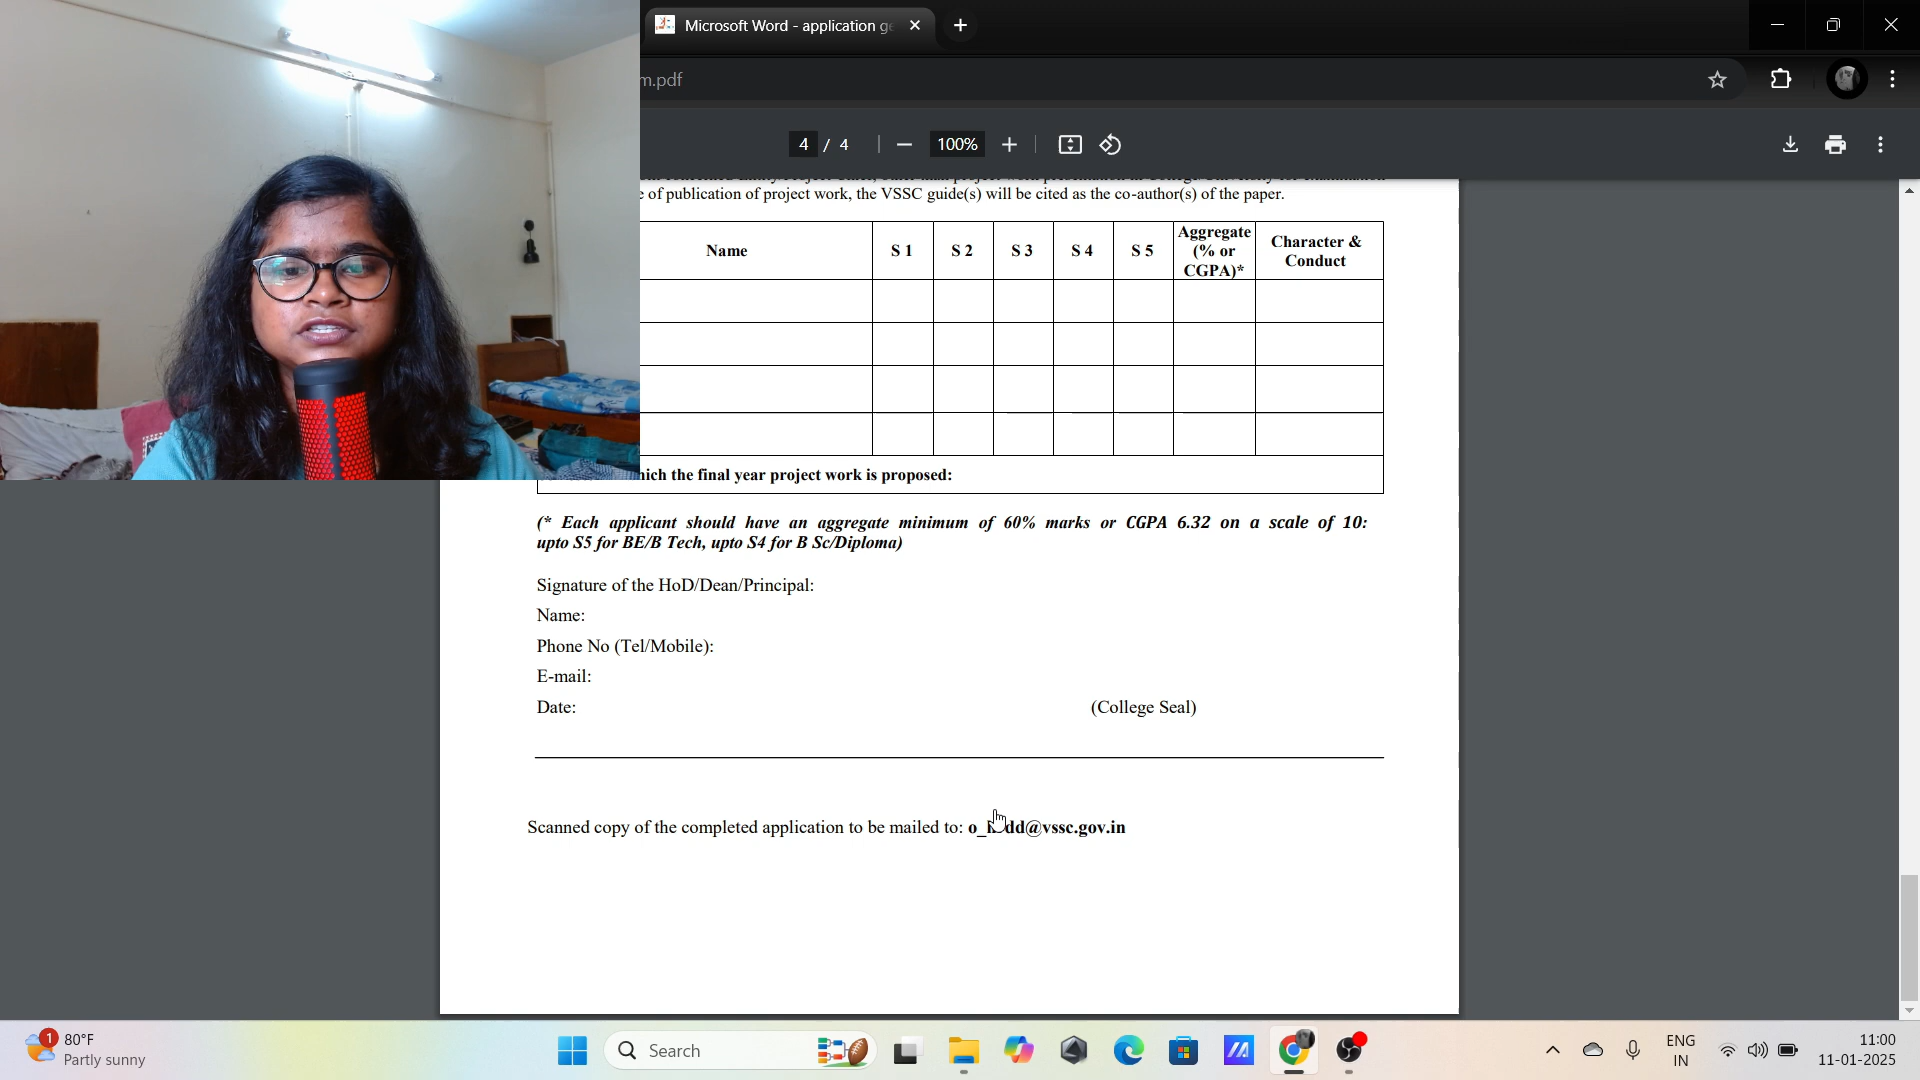 Microsoft Word - application ge
m.pdf
4 / 4
100%
e of publication of project work, the VSSC guide(s) will be cited as the co-author(s) of the paper.
Name
S 1
S 2
S 3
S 4
S 5
Aggregate
(% or
CGPA)*
Character &
Conduct
hich the final year project work is proposed:
(* Each applicant should have an aggregate minimum of 60% marks or CGPA 6.32 on a scale of 10:
upto S5 for BE/B Tech, upto S4 for B Sc/Diploma)
Signature of the HoD/Dean/Principal:
Name:
Phone No (Tel/Mobile):
E-mail:
Date:
(College Seal)
Scanned copy of the completed application to be mailed to:
1
80°F
Partly sunny
Search
ENG
IN
11:00
11-01-2025